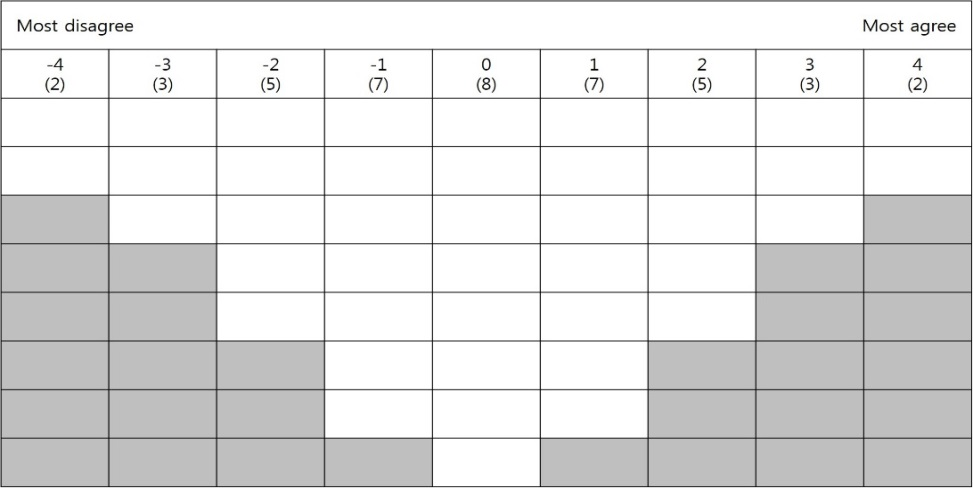 Most disagree Most agree
-4 -3 -2 -1 0 1 2 3 4
(2) (3) (5) (7) (8) (7) (5) (3) (2)